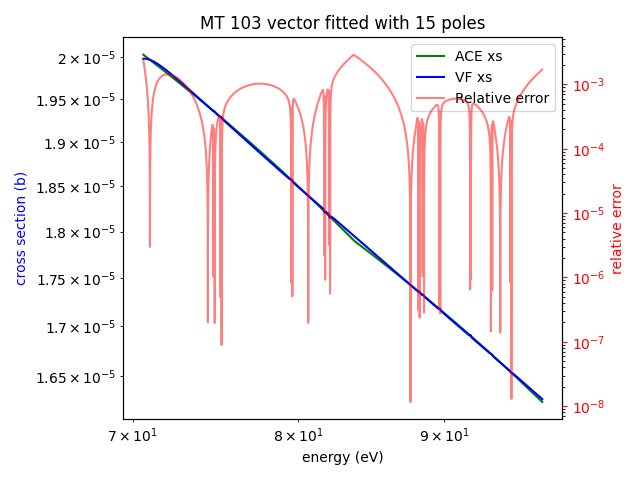 MT 103 vector fitted with 15 poles
ACE xs
VF xs
Relative error
cross section (b)
2 × 10⁻⁵
1.95 × 10⁻⁵
1.9 × 10⁻⁵
1.85 × 10⁻⁵
1.8 × 10⁻⁵
1.75 × 10⁻⁵
1.7 × 10⁻⁵
1.65 × 10⁻⁵
10⁻³
10⁻⁴
10⁻⁵
10⁻⁶
10⁻⁷
10⁻⁸
relative error
7 × 10¹
8 × 10¹
9 × 10¹
energy (eV)